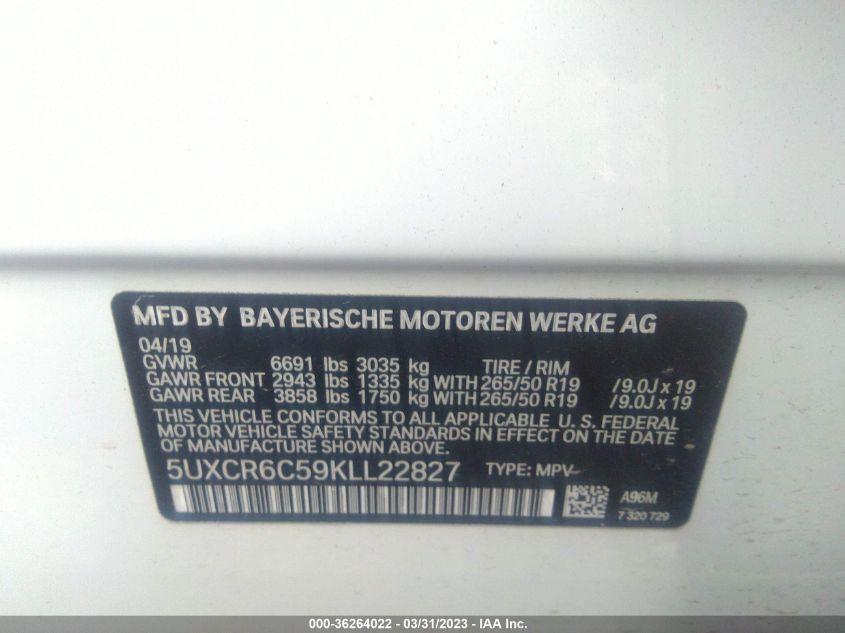 MFD BY BAYERISCHE MOTOREN WERKE AG
04/19
GVWR 6691 lbs 3035 kg TIRE / RIM
GAWR FRONT 2943 lbs 1335 kg WITH 265/50 R19 /9.0J x 19
GAWR REAR 3858 lbs 1750 kg WITH 265/50 R19 /9.0J x 19
THIS VEHICLE CONFORMS TO ALL APPLICABLE U. S. FEDERAL
MOTOR VEHICLE SAFETY STANDARDS IN EFFECT ON THE DATE
OF MANUFACTURE SHOWN ABOVE.
5UXCR6C59KLL22827 TYPE: MPV
A96M
7 320 729
000-36264022 - 03/31/2023 - IAA Inc.